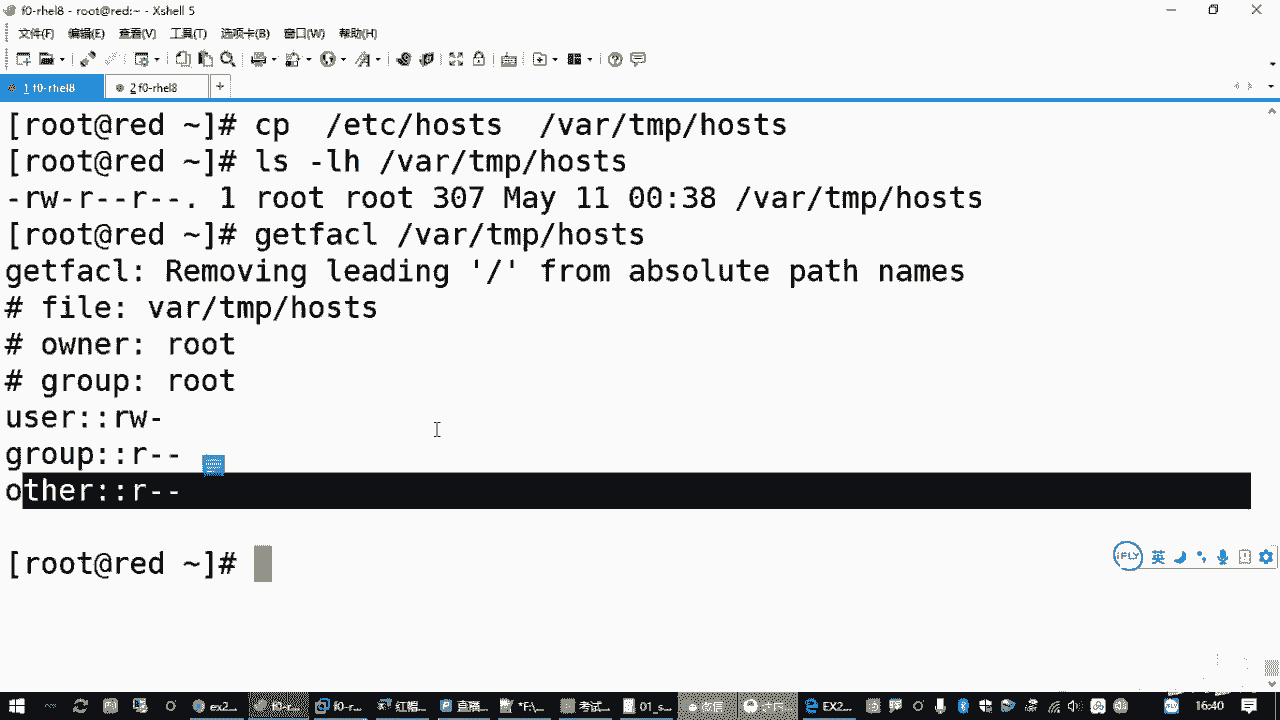 f0-rhel8 - root@red:~ - Xshell 5
文件(F) 编辑(E) 查看(V) 工具(T) 选项卡(B) 窗口(W) 帮助(H)
1 f0-rhel8 2 f0-rhel8 +
[root@red ~]# cp  /etc/hosts  /var/tmp/hosts
[root@red ~]# ls -lh /var/tmp/hosts
-rw-r--r--. 1 root root 307 May 11 00:38 /var/tmp/hosts
[root@red ~]# getfacl /var/tmp/hosts
getfacl: Removing leading '/' from absolute path names
# file: var/tmp/hosts
# owner: root
# group: root
user::rw-
group::r--
other::r--
[root@red ~]#
iFLY 英
ex2... f0-r... f0-r... 红帽... *F:\... 考试... 01_s... 微信 EX2... 16:40